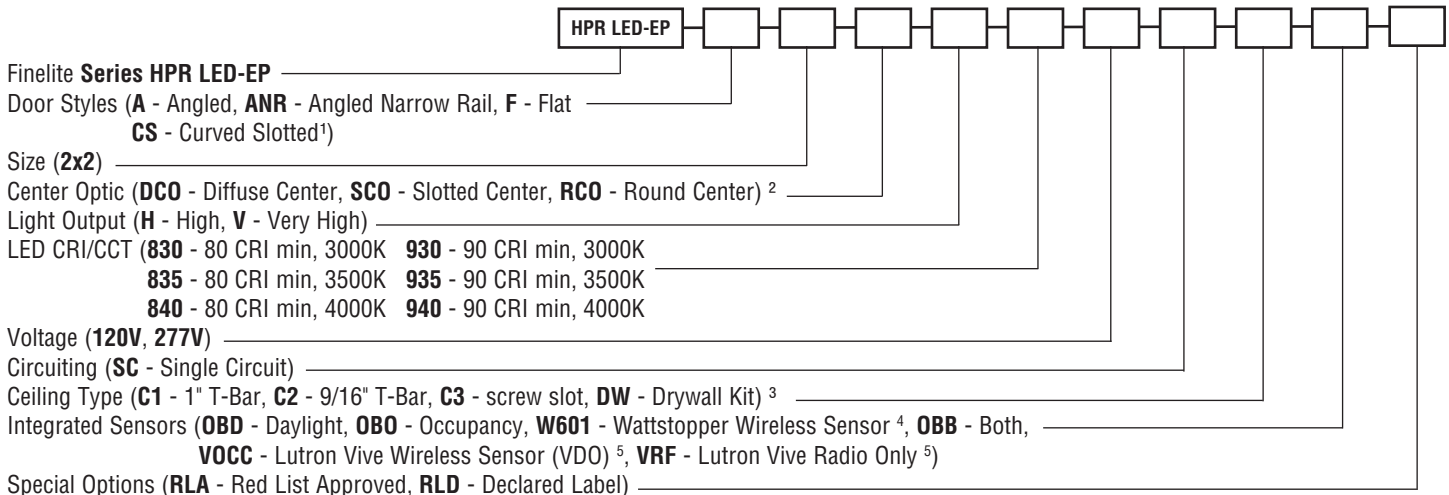 HPR LED-EP
Finelite Series HPR LED-EP
Door Styles (A - Angled, ANR - Angled Narrow Rail, F - Flat
CS - Curved Slotted¹)
Size (2x2)
Center Optic (DCO - Diffuse Center, SCO - Slotted Center, RCO - Round Center) ²
Light Output (H - High, V - Very High)
LED CRI/CCT (830 - 80 CRI min, 3000K 930 - 90 CRI min, 3000K
835 - 80 CRI min, 3500K 935 - 90 CRI min, 3500K
840 - 80 CRI min, 4000K 940 - 90 CRI min, 4000K
Voltage (120V, 277V)
Circuiting (SC - Single Circuit)
Ceiling Type (C1 - 1" T-Bar, C2 - 9/16" T-Bar, C3 - screw slot, DW - Drywall Kit) ³
Integrated Sensors (OBD - Daylight, OBO - Occupancy, W601 - Wattstopper Wireless Sensor ⁴, OBB - Both,
VOCC - Lutron Vive Wireless Sensor (VDO) ⁵, VRF - Lutron Vive Radio Only ⁵)
Special Options (RLA - Red List Approved, RLD - Declared Label)